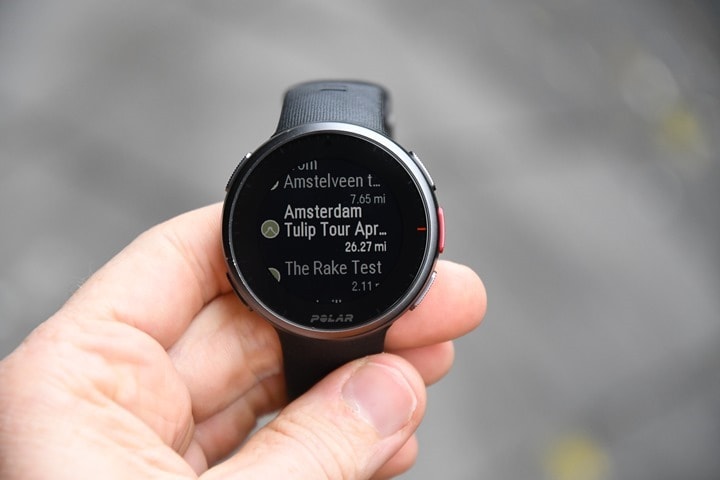 Amstelveen t...
7.65 mi
Amsterdam
Tulip Tour Apr...
26.27 mi
The Rake Test
2.11
POLAR